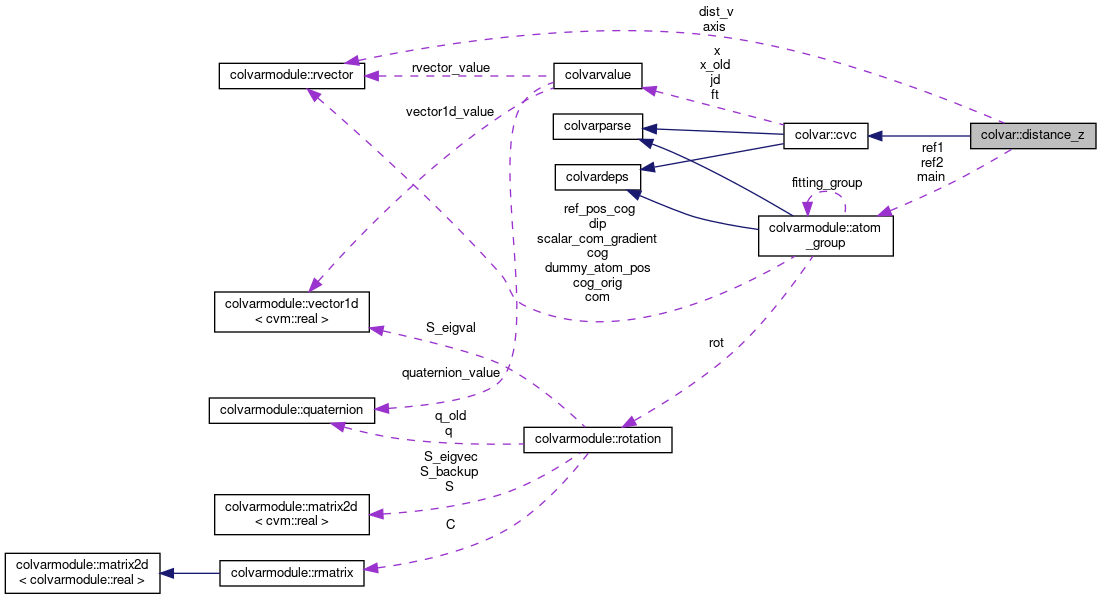 dist_v
axis
colvarmodule::rvector
rvector_value
colvarvalue
x
x_old
jd
ft
vector1d_value
colvarparse
colvar::cvc
colvar::distance_z
colvardeps
ref1
ref2
main
fitting_group
colvarmodule::atom
_group
ref_pos_cog
dip
scalar_com_gradient
cog
dummy_atom_pos
cog_orig
com
colvarmodule::vector1d
< cvm::real >
S_eigval
rot
quaternion_value
colvarmodule::quaternion
q_old
q
colvarmodule::rotation
S_eigvec
S_backup
S
colvarmodule::matrix2d
< cvm::real >
C
colvarmodule::matrix2d
< colvarmodule::real >
colvarmodule::rmatrix